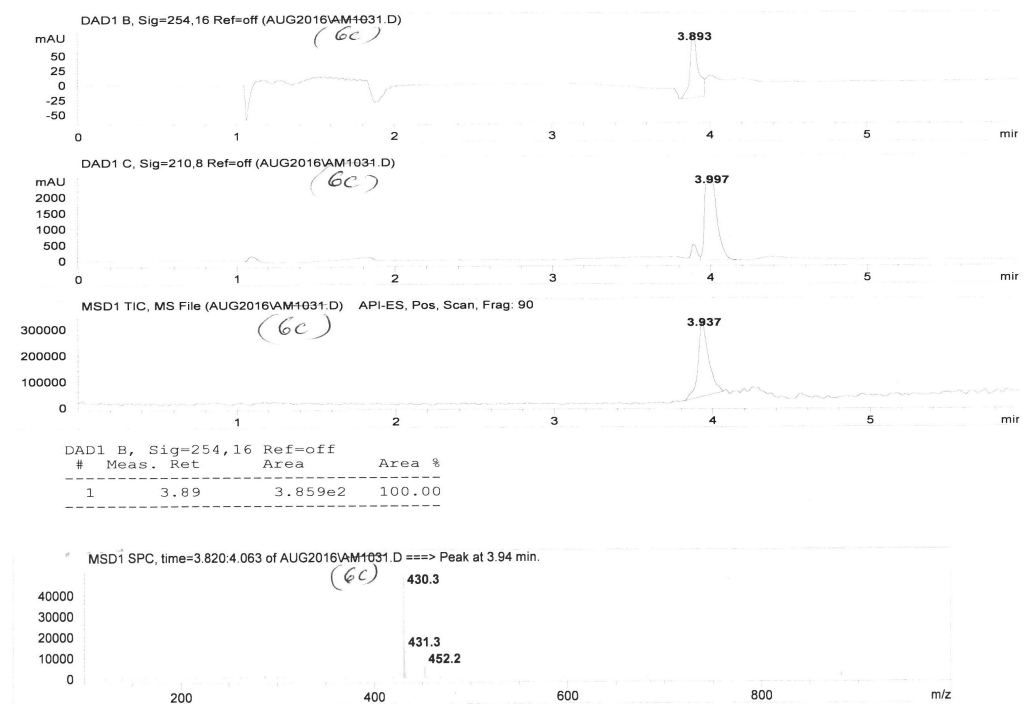 DAD1 B, Sig=254,16 Ref=off (AUG2016\AM1031.D)
(6c)
mAU
3.893
50
25
0
-25
-50
0 1 2 3 4 5 mir
DAD1 C, Sig=210,8 Ref=off (AUG2016\AM1031.D)
(6c)
mAU
3.997
2000
1500
1000
500
0
0 1 2 3 4 5 mir
MSD1 TIC, MS File (AUG2016\AM1031.D) API-ES, Pos, Scan, Frag: 90
(6c)
3.937
300000
200000
100000
0
1 2 3 4 5 mir
DAD1 B, Sig=254,16 Ref=off
# Meas. Ret Area Area %
1 3.89 3.859e2 100.00
MSD1 SPC, time=3.820:4.063 of AUG2016\AM1031.D ===> Peak at 3.94 min.
(6c)
430.3
40000
30000
20000
431.3
10000
452.2
0
200 400 600 800 m/z